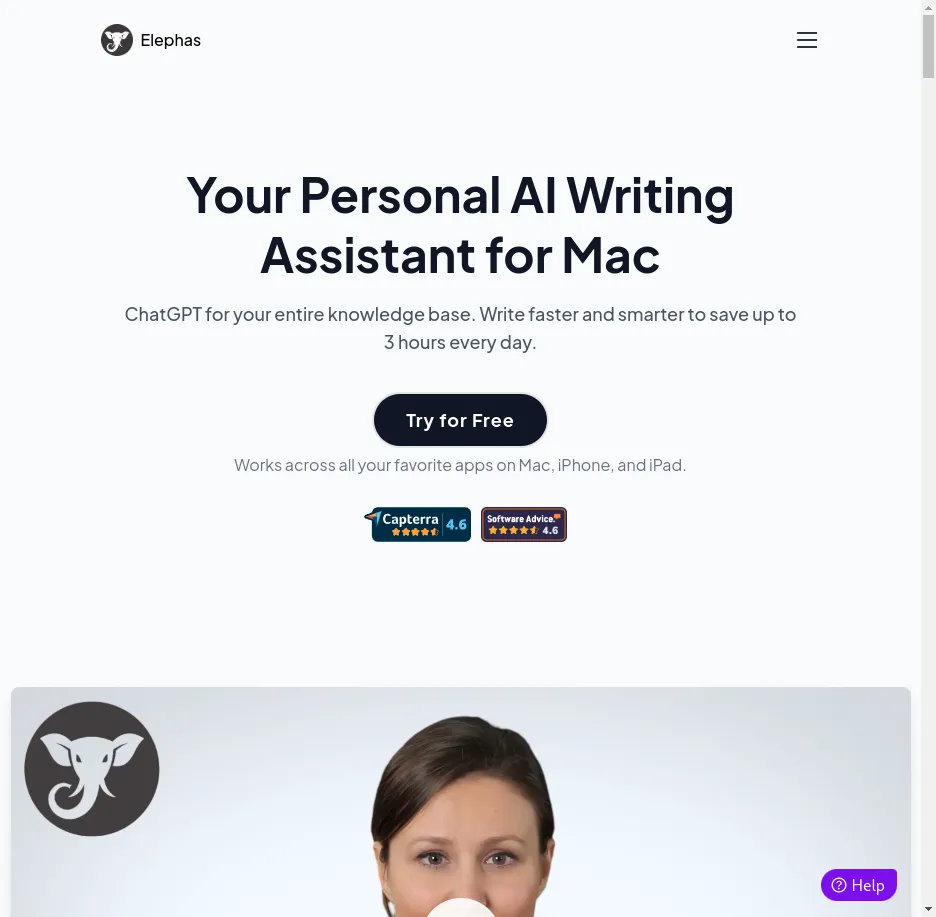 Elephas
Your Personal AI Writing
Assistant for Mac
ChatGPT for your entire knowledge base. Write faster and smarter to save up to
3 hours every day.
Try for Free
Works across all your favorite apps on Mac, iPhone, and iPad.
Capterra 4.6
Software Advice. 4.6
Help